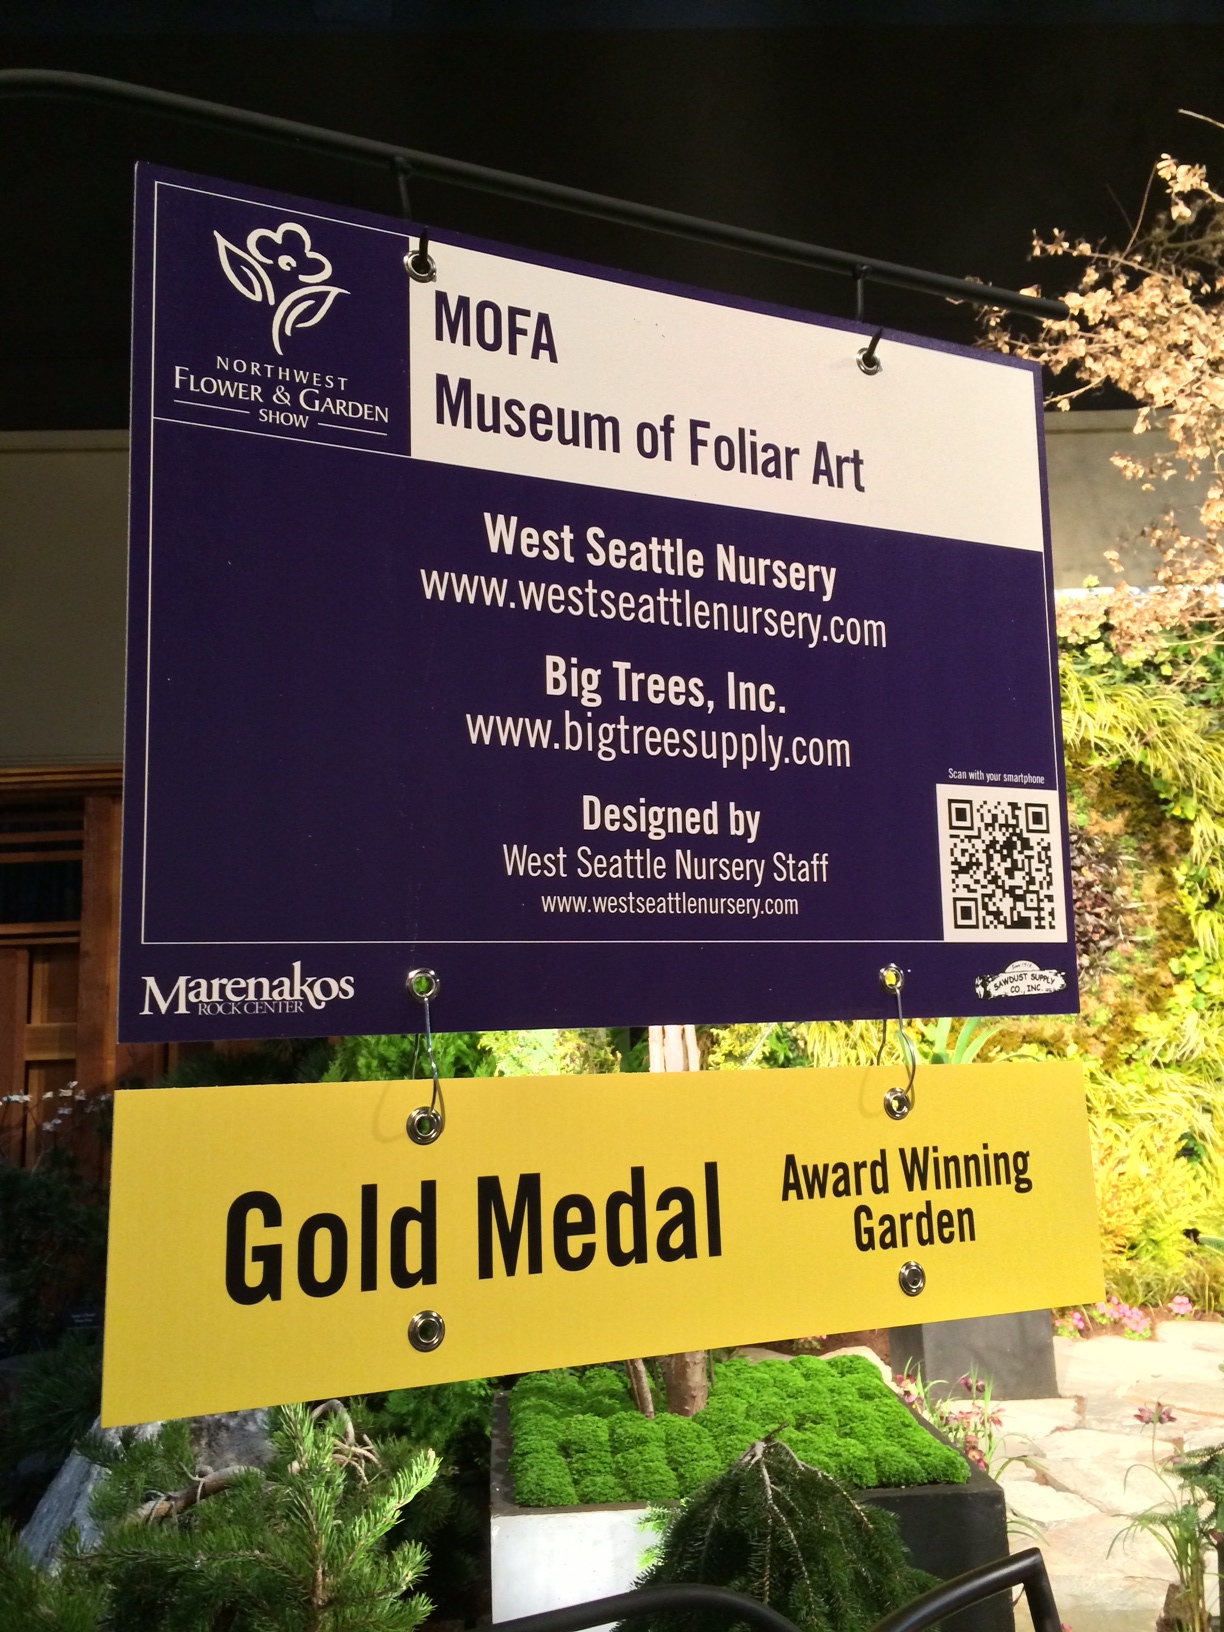 NORTHWEST
FLOWER & GARDEN
SHOW
MOFA
Museum of Foliar Art
West Seattle Nursery
www.westseattlenursery.com
Big Trees, Inc.
www.bigtreesupply.com
Designed by
West Seattle Nursery Staff
www.westseattlenursery.com
Scan with your smartphone
Marenakos
ROCK CENTER
SAWDUST SUPPLY
CO., INC.
Gold Medal
Award Winning
Garden